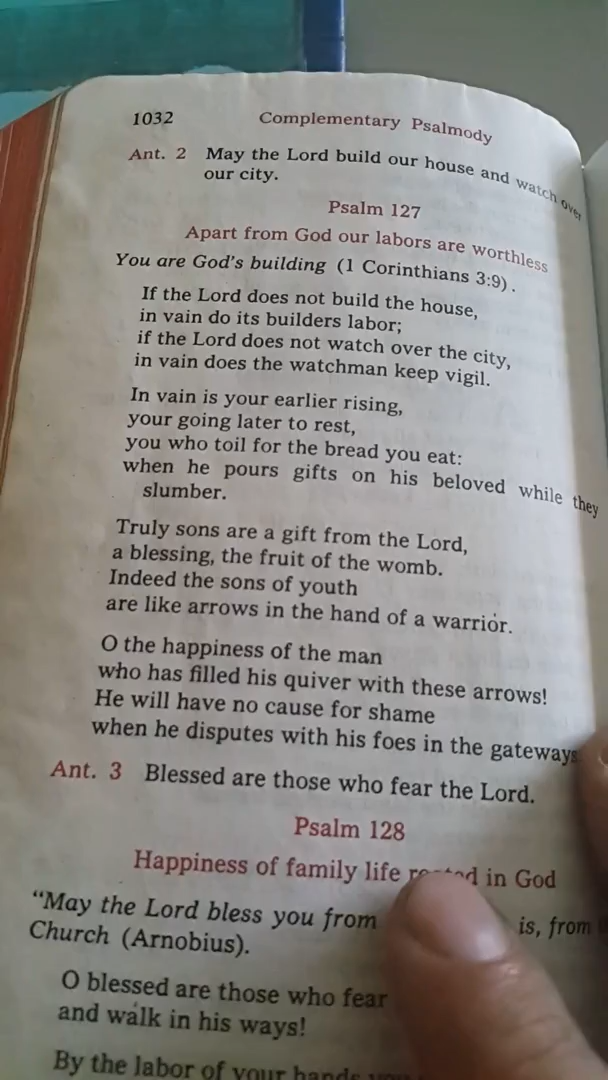 1032 Complementary Psalmody
Ant. 2 May the Lord build our house and watch over
our city.
Psalm 127
Apart from God our labors are worthless
You are God's building (1 Corinthians 3:9).
If the Lord does not build the house,
in vain do its builders labor;
if the Lord does not watch over the city,
in vain does the watchman keep vigil.
In vain is your earlier rising,
your going later to rest,
you who toil for the bread you eat:
when he pours gifts on his beloved while they
slumber.
Truly sons are a gift from the Lord,
a blessing, the fruit of the womb.
Indeed the sons of youth
are like arrows in the hand of a warrior.
O the happiness of the man
who has filled his quiver with these arrows!
He will have no cause for shame
when he disputes with his foes in the gateways
Ant. 3 Blessed are those who fear the Lord.
Psalm 128
Happiness of family life in God
"May the Lord bless you from is, from
Church (Arnobius).
O blessed are those who fear
and walk in his ways!
By the labor of your hands